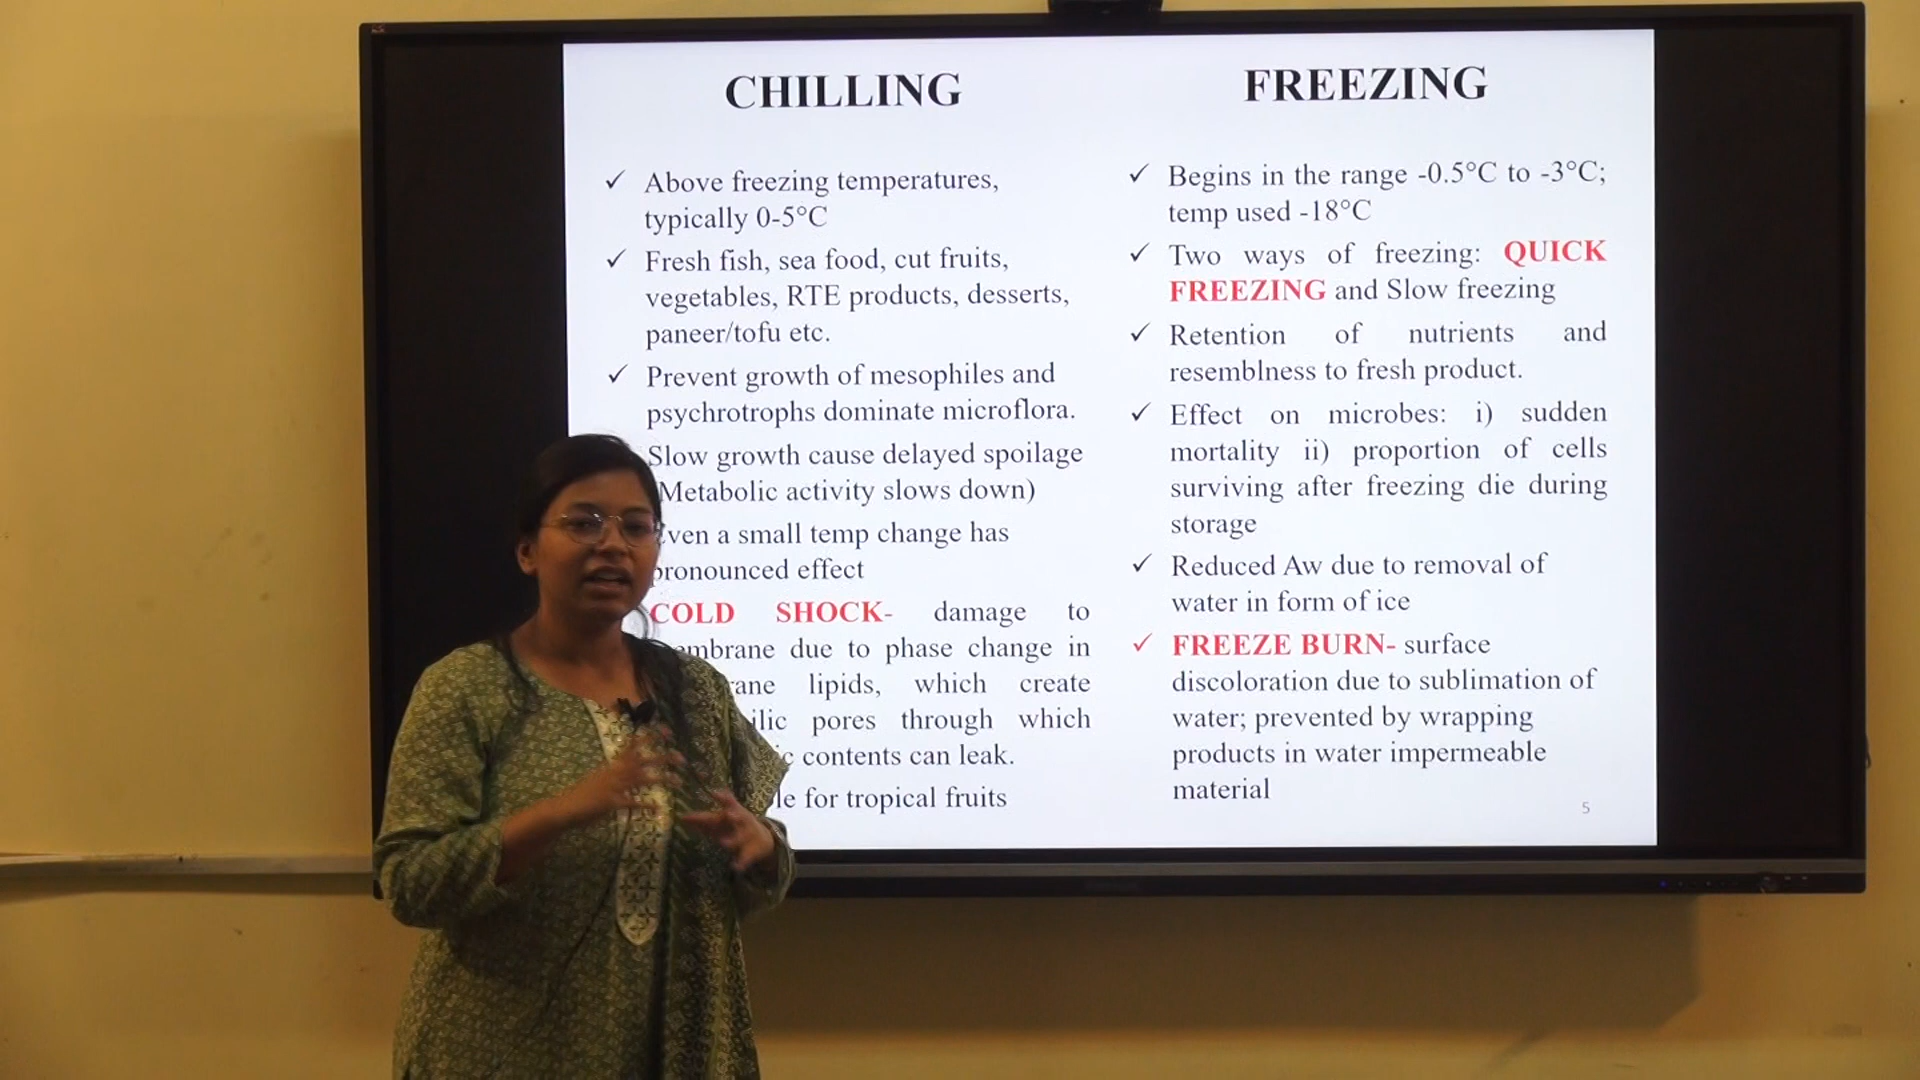 CHILLING
Above freezing temperatures,
typically 0-5°C
Fresh fish, sea food, cut fruits,
vegetables, RTE products, desserts,
paneer/tofu etc.
Prevent growth of mesophiles and
psychrotrophs dominate microflora.
Slow growth cause delayed spoilage
Metabolic activity slows down)
pronounced effect
ven a small temp change has
COLD SHOCK- damage to
mbrane due to phase change in
ane lipids, which create
ilic pores through which
c contents can leak.
le for tropical fruits
FREEZING
Begins in the range -0.5°C to -3°C;
temp used -18°C
Two ways of freezing: QUICK
FREEZING and Slow freezing
Retention of nutrients and
resemblness to fresh product.
Effect on microbes: i) sudden
mortality ii) proportion of cells
surviving after freezing die during
storage
Reduced Aw due to removal of
water in form of ice
FREEZE BURN- surface
discoloration due to sublimation of
water; prevented by wrapping
products in water impermeable
material
5